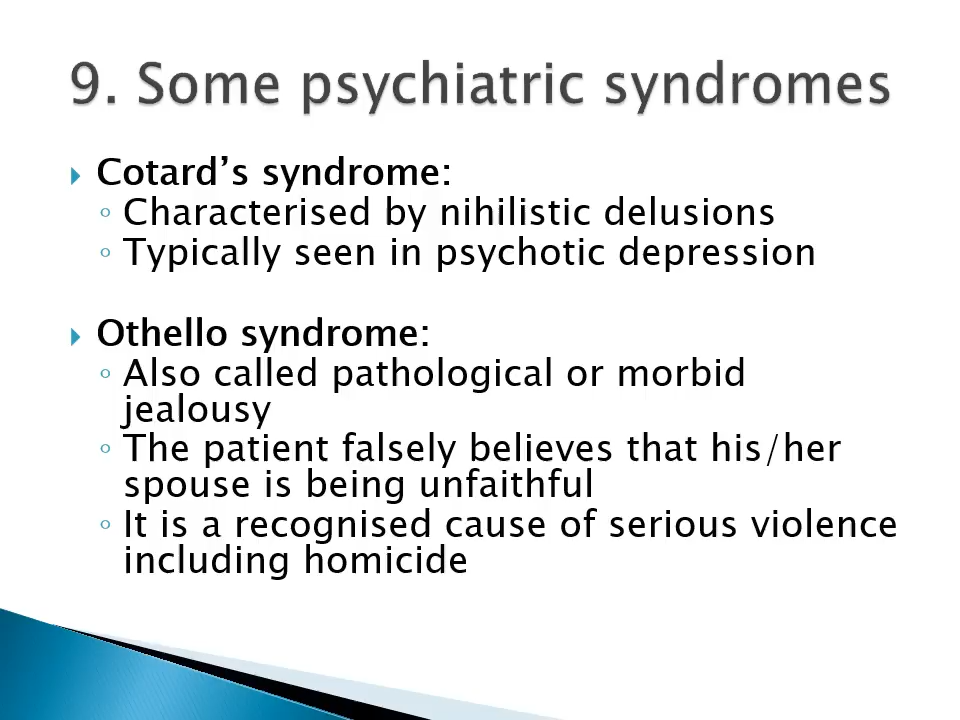 9. Some psychiatric syndromes
Cotard’s syndrome:
Characterised by nihilistic delusions
Typically seen in psychotic depression
Othello syndrome:
Also called pathological or morbid
jealousy
The patient falsely believes that his/her
spouse is being unfaithful
It is a recognised cause of serious violence
including homicide